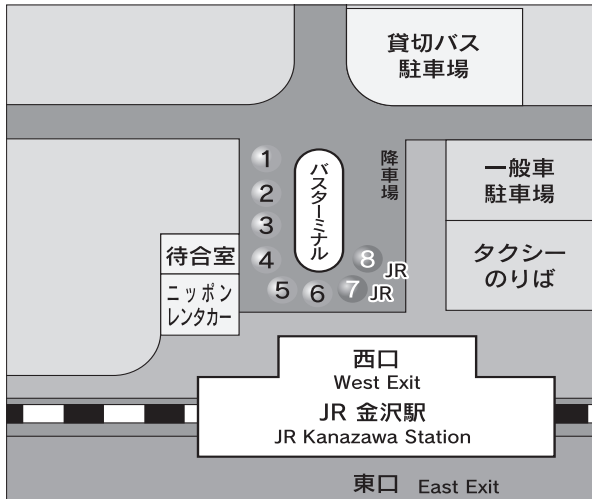 貸切バス
駐車場
1
2
3
4
5
6
7
8
JR
JR
バスターミナル
降車場
一般車
駐車場
タクシー
のりば
待合室
ニッポン
レンタカー
西口
West Exit
JR 金沢駅
JR Kanazawa Station
東口 East Exit